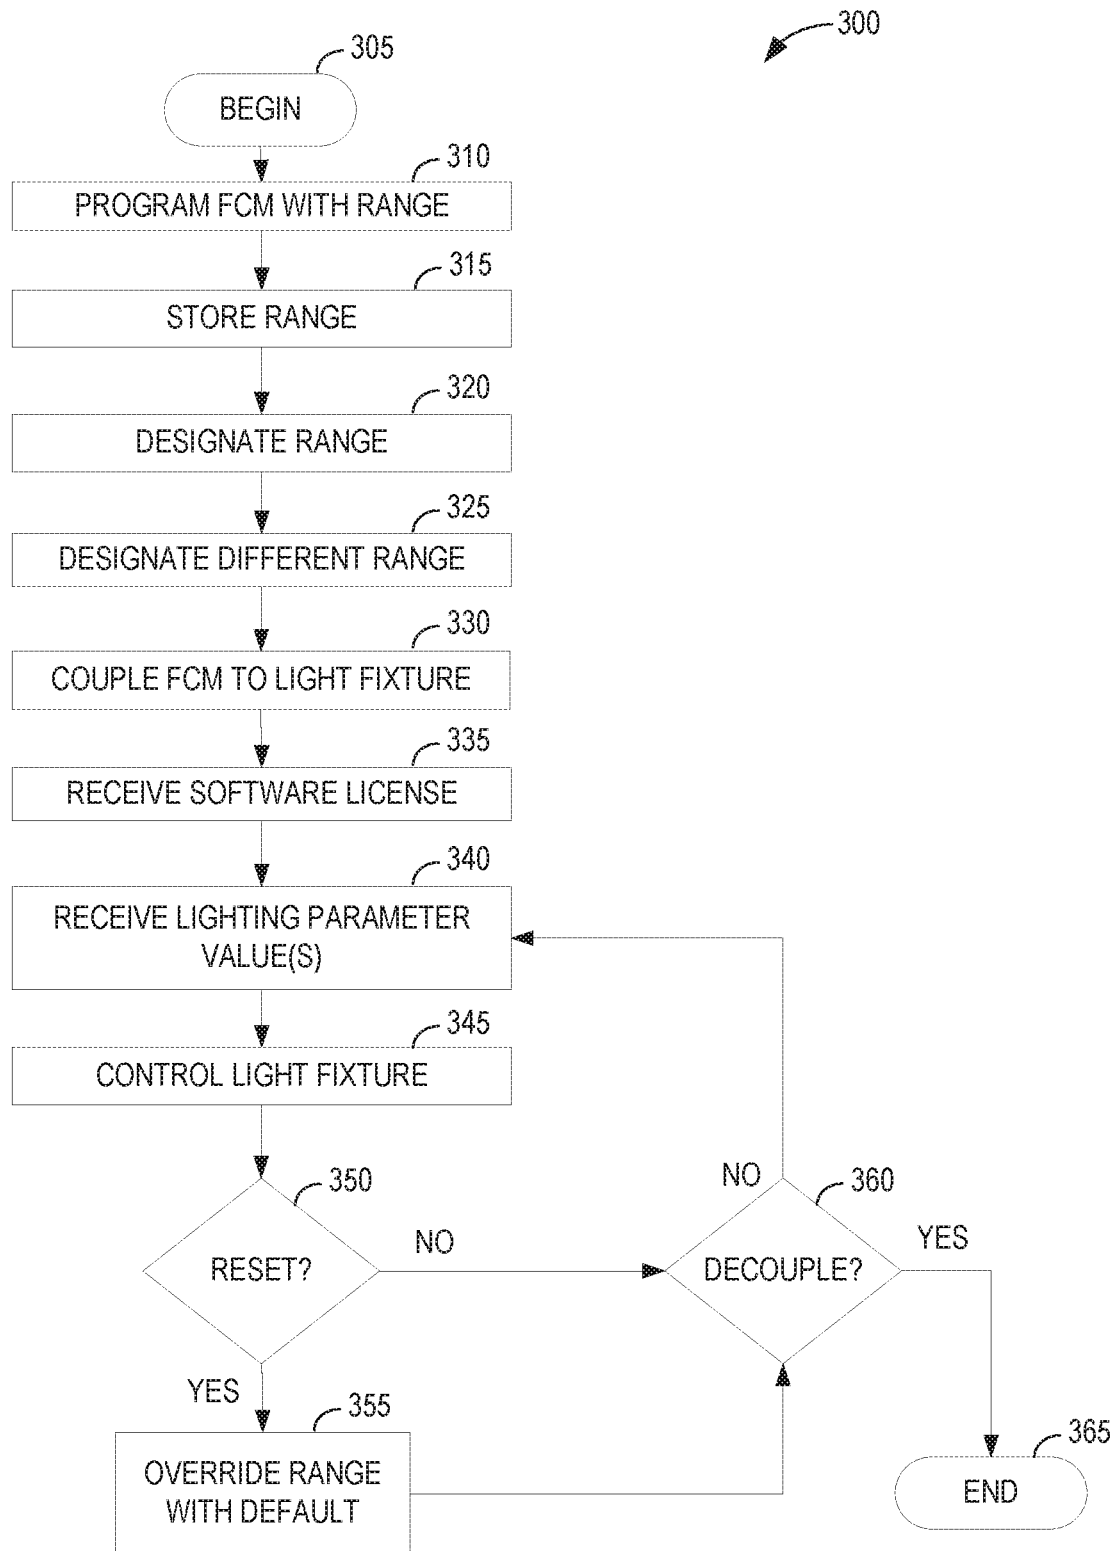 300
305
BEGIN
310
PROGRAM FCM WITH RANGE
315
STORE RANGE
320
DESIGNATE RANGE
325
DESIGNATE DIFFERENT RANGE
330
COUPLE FCM TO LIGHT FIXTURE
335
RECEIVE SOFTWARE LICENSE
340
RECEIVE LIGHTING PARAMETER
VALUE(S)
345
CONTROL LIGHT FIXTURE
350
RESET?
NO
NO
360
DECOUPLE?
YES
YES
355
OVERRIDE RANGE
WITH DEFAULT
365
END